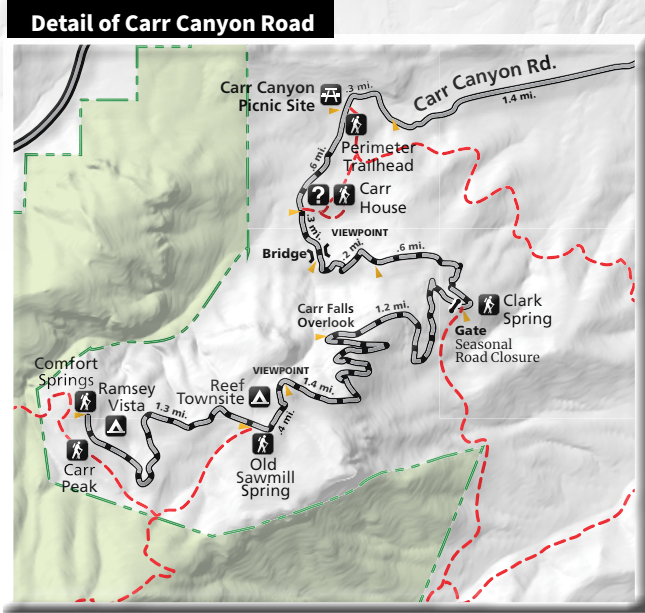 Detail of Carr Canyon Road
Carr Canyon
Picnic Site
.3 mi.
Carr Canyon Rd.
1.4 mi.
Perimeter
Trailhead
.6 mi.
?
Carr
House
.3 mi.
VIEWPOINT
Bridge
.2 mi.
.6 mi.
Clark
Spring
Carr Falls
Overlook
1.2 mi.
Gate
Seasonal
Road Closure
Comfort
Springs
Ramsey
Vista
Reef
Townsite
VIEWPOINT
1.4 mi.
1.3 mi.
.4 mi.
Carr
Peak
Old
Sawmill
Spring